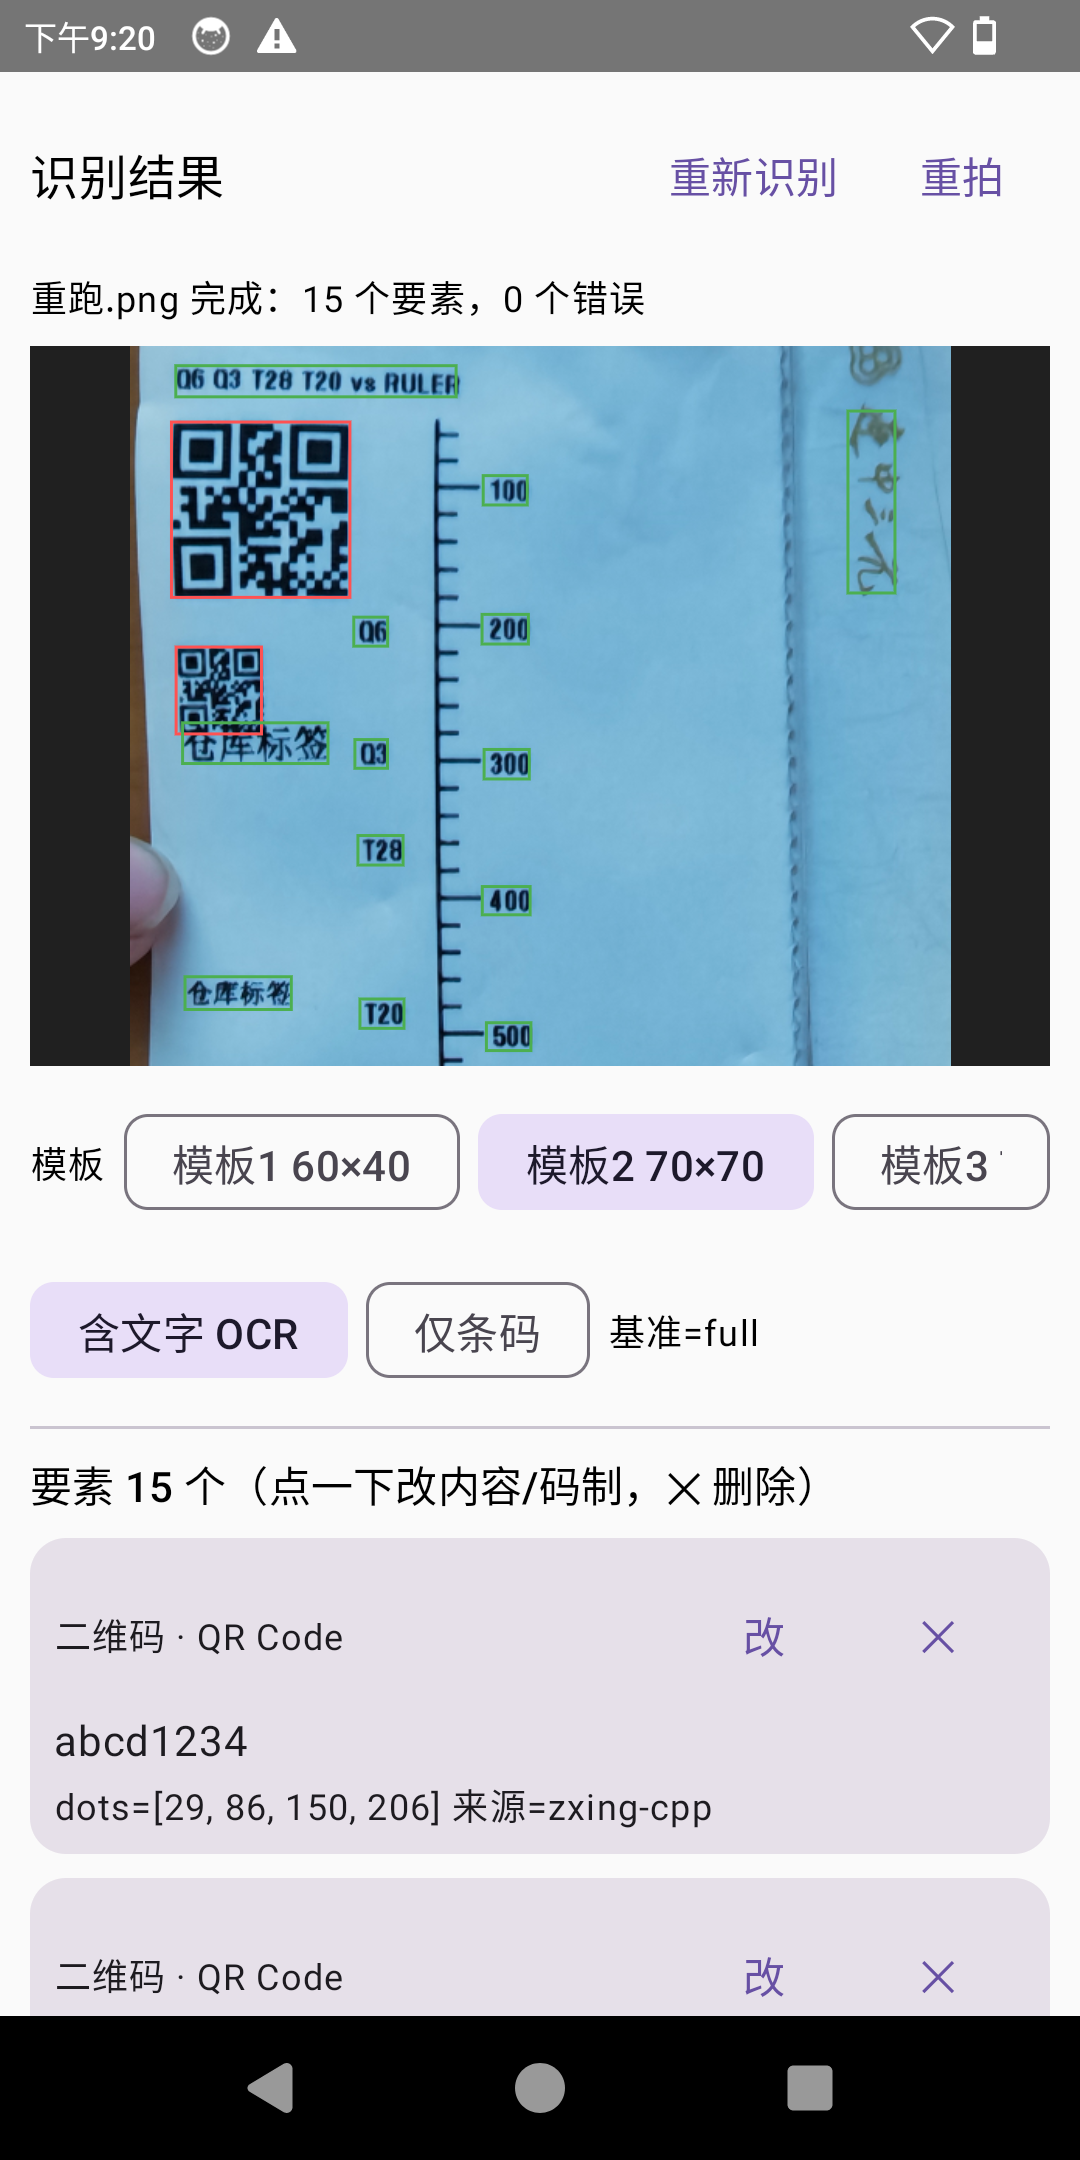 下午9:20
识别结果
重新识别
重拍
重跑.png 完成：15 个要素，0 个错误
Q6 Q3 T28 T20 vs RULER
100
Q6
200
仓库标签
Q3
300
T28
400
仓库标签
T20
500
模板
模板1 60×40
模板2 70×70
模板3
含文字 OCR
仅条码
基准=full
要素 15 个（点一下改内容/码制，✕ 删除）
二维码 · QR Code
改
✕
abcd1234
dots=[29, 86, 150, 206] 来源=zxing-cpp
二维码 · QR Code
改
✕